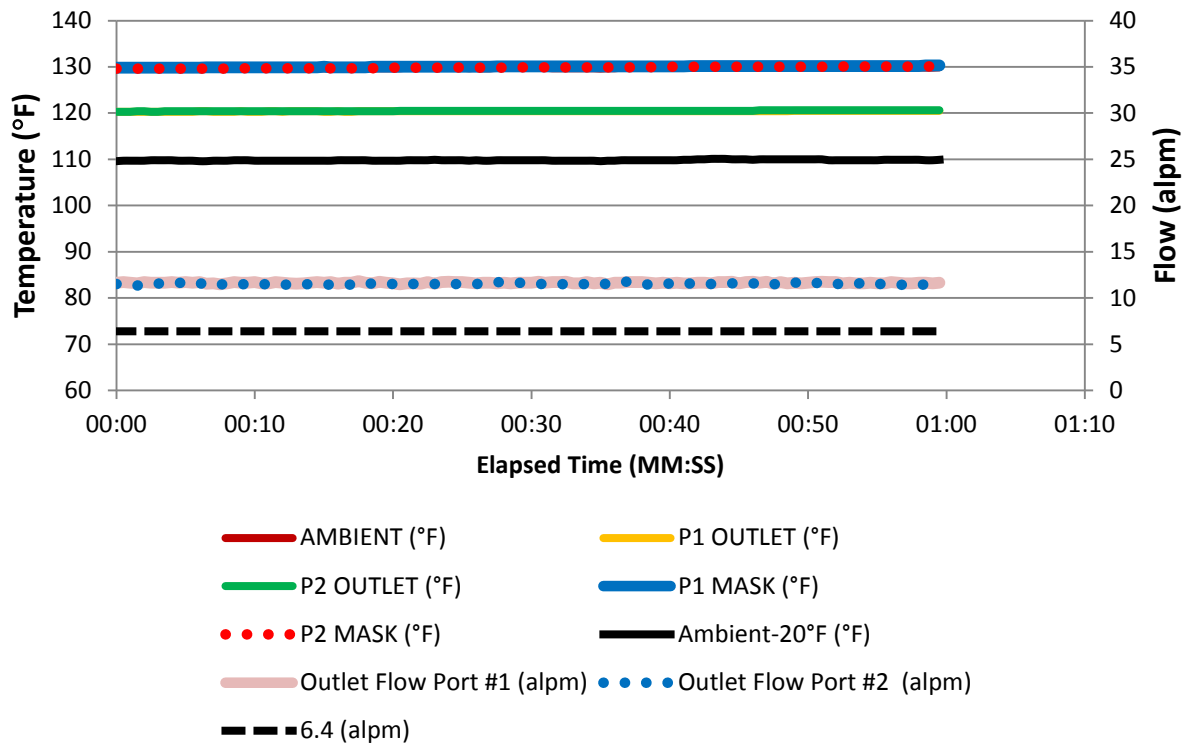 140
130
120
110
100
90
80
70
60
Temperature (°F)
40
35
30
25
20
15
10
5
0
Flow (alpm)
00:00 00:10 00:20 00:30 00:40 00:50 01:00 01:10
Elapsed Time (MM:SS)
AMBIENT (°F) P1 OUTLET (°F)
P2 OUTLET (°F) P1 MASK (°F)
P2 MASK (°F) Ambient-20°F (°F)
Outlet Flow Port #1 (alpm) Outlet Flow Port #2 (alpm)
6.4 (alpm)